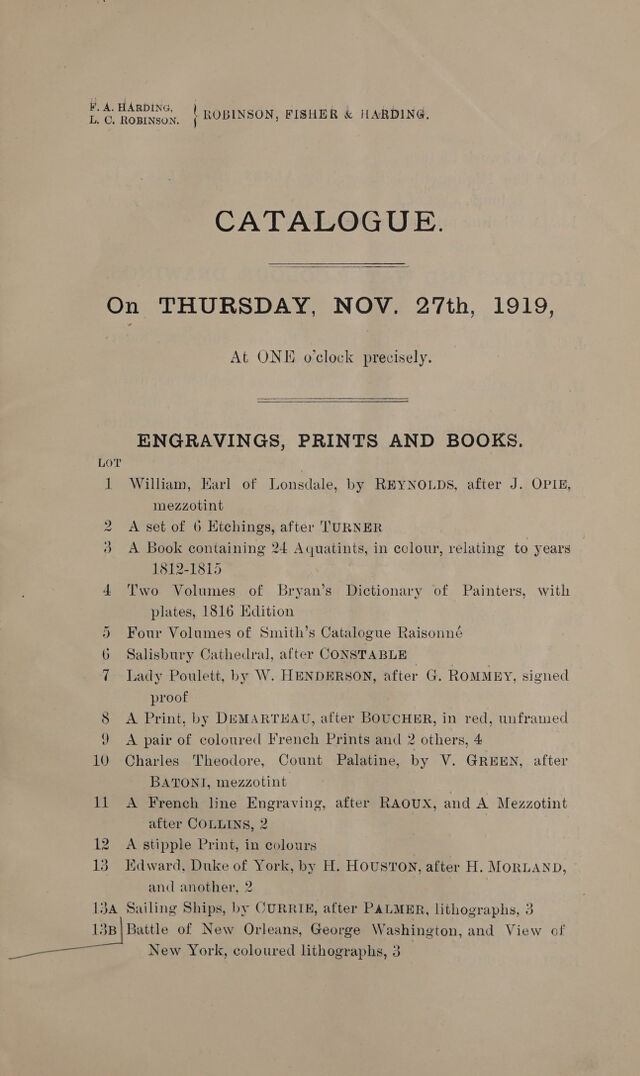 F. A. HARDING,
L. C. ROBINSON.
} ROBINSON, FISHER & HARDING.
CATALOGUE.
On THURSDAY, NOV. 27th, 1919,
At ONE o'clock precisely.
ENGRAVINGS, PRINTS AND BOOKS.
LOT
1 William, Earl of Lonsdale, by REYNOLDS, after J. OPIE,
mezzotint
2 A set of 6 Etchings, after TURNER
3 A Book containing 24 Aquatints, in colour, relating to years
1812-1815
4 Two Volumes of Bryan's Dictionary of Painters, with
plates, 1816 Edition
5 Four Volumes of Smith's Catalogue Raisonné
6 Salisbury Cathedral, after CONSTABLE
7 Lady Poulett, by W. HENDERSON, after G. ROMMEY, signed
proof
8 A Print, by DEMARTEAU, after BOUCHER, in red, unframed
9 A pair of coloured French Prints and 2 others, 4
10 Charles Theodore, Count Palatine, by V. GREEN, after
BATONI, mezzotint
11 A French line Engraving, after RAOUX, and A Mezzotint
after COLLINS, 2
12 A stipple Print, in colours
13 Edward, Duke of York, by H. HOUSTON, after H. MORLAND,
and another, 2
13A Sailing Ships, by CURRIE, after PALMER, lithographs, 3
13B Battle of New Orleans, George Washington, and View of
New York, coloured lithographs, 3